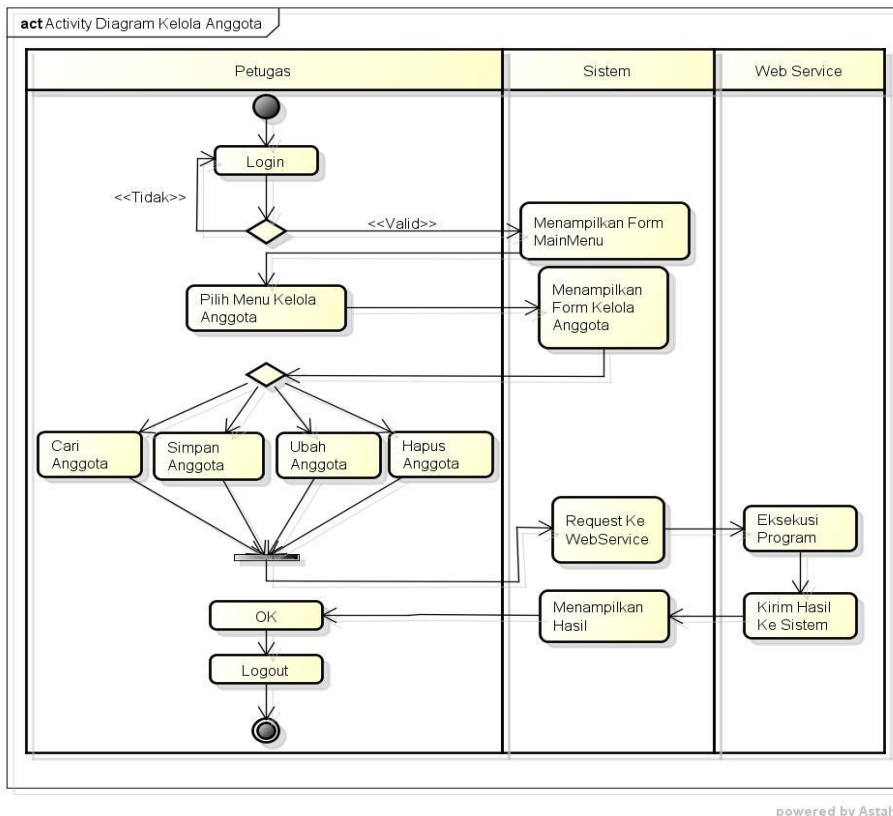 act Activity Diagram Kelola Anggota
Petugas
Sistem
Web Service
Login
<<Tidak>>
<<Valid>>
Menampilkan Form
MainMenu
Pilih Menu Kelola
Anggota
Menampilkan
Form Kelola
Anggota
Cari
Anggota
Simpan
Anggota
Ubah
Anggota
Hapus
Anggota
Request Ke
WebService
Eksekusi
Program
OK
Menampilkan
Hasil
Kirim Hasil
Ke Sistem
Logout
powered by Astah